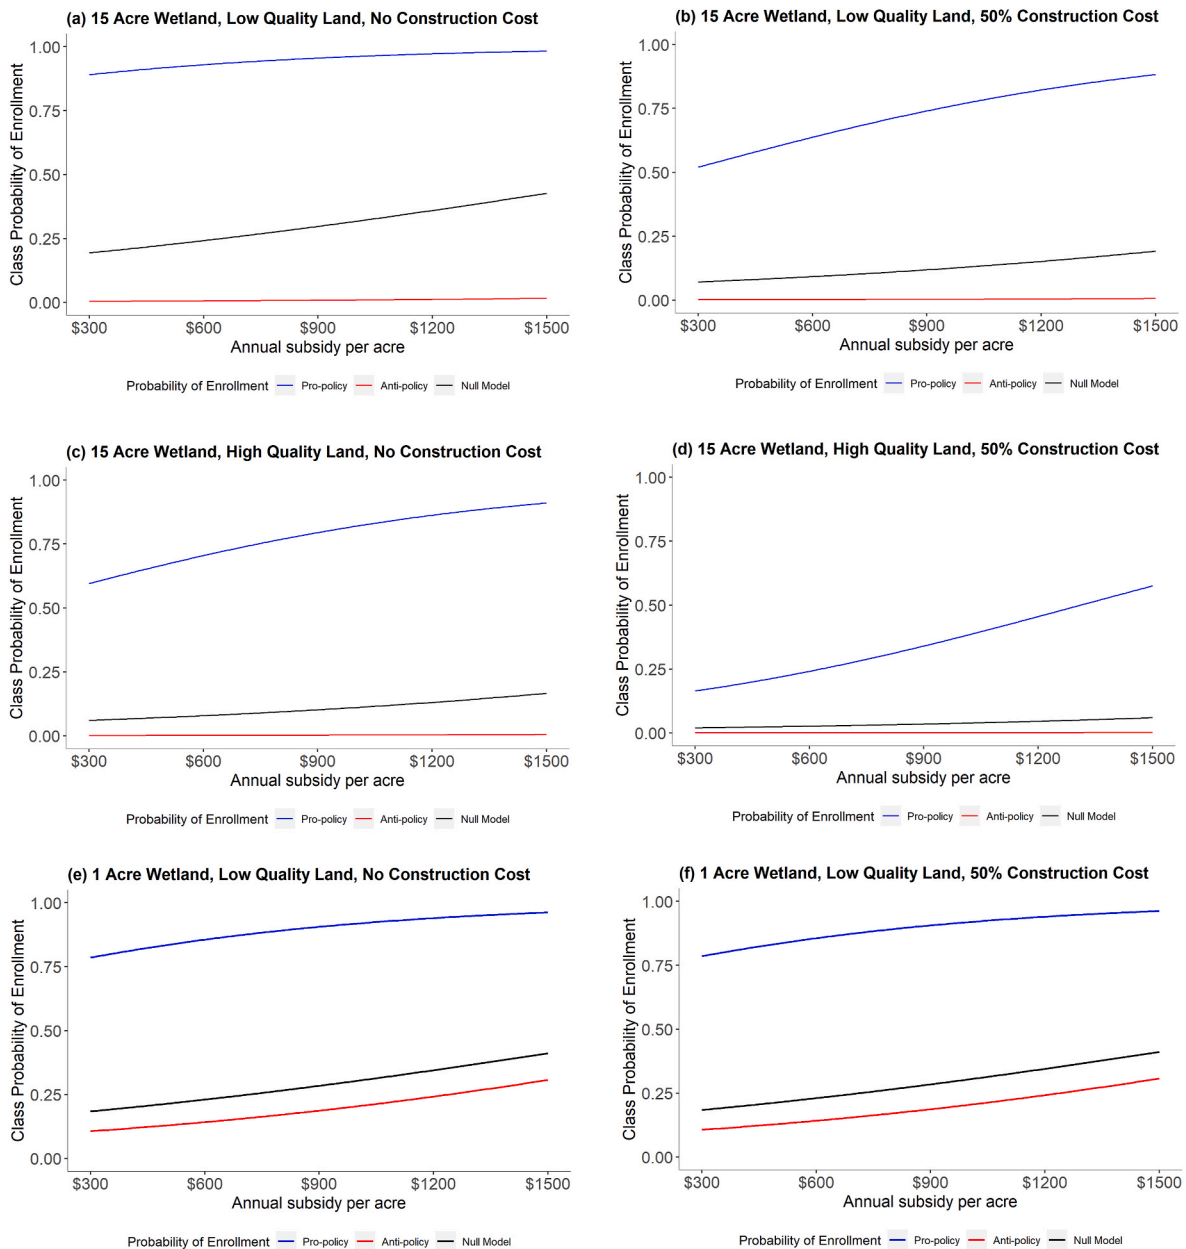 (a) 15 Acre Wetland, Low Quality Land, No Construction Cost
Class Probability of Enrollment
1.00
0.75
0.50
0.25
0.00
$300 $600 $900 $1200 $1500
Annual subsidy per acre
Probability of Enrollment Pro-policy Anti-policy Null Model
(b) 15 Acre Wetland, Low Quality Land, 50% Construction Cost
Class Probability of Enrollment
1.00
0.75
0.50
0.25
0.00
$300 $600 $900 $1200 $1500
Annual subsidy per acre
Probability of Enrollment Pro-policy Anti-policy Null Model
(c) 15 Acre Wetland, High Quality Land, No Construction Cost
Class Probability of Enrollment
1.00
0.75
0.50
0.25
0.00
$300 $600 $900 $1200 $1500
Annual subsidy per acre
Probability of Enrollment Pro-policy Anti-policy Null Model
(d) 15 Acre Wetland, High Quality Land, 50% Construction Cost
Class Probability of Enrollment
1.00
0.75
0.50
0.25
0.00
$300 $600 $900 $1200 $1500
Annual subsidy per acre
Probability of Enrollment Pro-policy Anti-policy Null Model
(e) 1 Acre Wetland, Low Quality Land, No Construction Cost
Class Probability of Enrollment
1.00
0.75
0.50
0.25
0.00
$300 $600 $900 $1200 $1500
Annual subsidy per acre
Probability of Enrollment Pro-policy Anti-policy Null Model
(f) 1 Acre Wetland, Low Quality Land, 50% Construction Cost
Class Probability of Enrollment
1.00
0.75
0.50
0.25
0.00
$300 $600 $900 $1200 $1500
Annual subsidy per acre
Probability of Enrollment Pro-policy Anti-policy Null Model